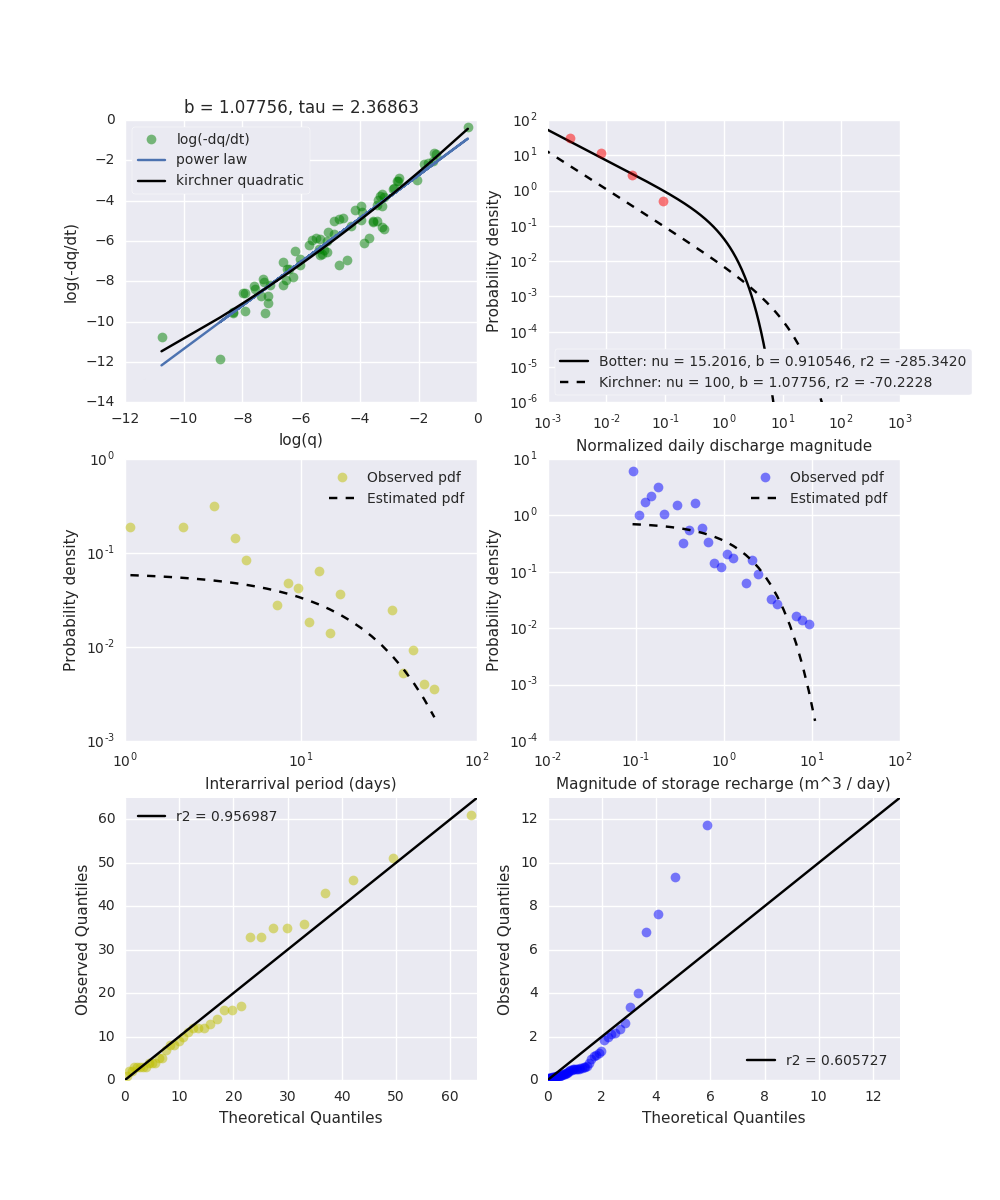 b = 1.07756, tau = 2.36863
0
−2
−4
−6
−8
−10
−12
−14
log(-dq/dt)
log(-dq/dt)
power law
kirchner quadratic
−12 −10 −8 −6 −4 −2 0
log(q)
10^2
10^1
10^0
10^-1
10^-2
10^-3
10^-4
10^-5
10^-6
Probability density
Botter: nu = 15.2016, b = 0.910546, r2 = -285.3420
Kirchner: nu = 100, b = 1.07756, r2 = -70.2228
10^-3 10^-2 10^-1 10^0 10^1 10^2 10^3
Normalized daily discharge magnitude
10^0
10^-1
10^-2
10^-3
Probability density
Observed pdf
Estimated pdf
10^0 10^1 10^2
Interarrival period (days)
10^1
10^0
10^-1
10^-2
10^-3
10^-4
Probability density
Observed pdf
Estimated pdf
10^-2 10^-1 10^0 10^1 10^2
Magnitude of storage recharge (m^3 / day)
60
50
40
30
20
10
0
Observed Quantiles
r2 = 0.956987
0 10 20 30 40 50 60
Theoretical Quantiles
12
10
8
6
4
2
0
Observed Quantiles
r2 = 0.605727
0 2 4 6 8 10 12
Theoretical Quantiles